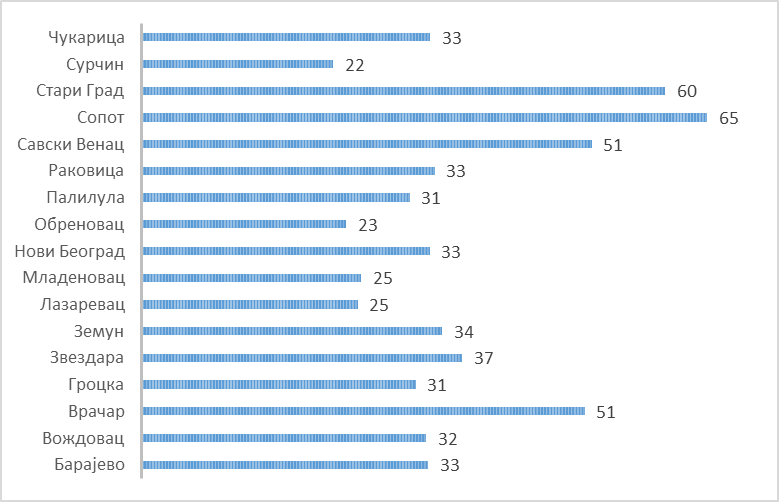 Чукарица 33
Сурчин 22
Стари Град 60
Сопот 65
Савски Венац 51
Раковица 33
Палилула 31
Обреновац 23
Нови Београд 33
Младеновац 25
Лазаревац 25
Земун 34
Звездара 37
Гроцка 31
Врачар 51
Вождовац 32
Барајево 33